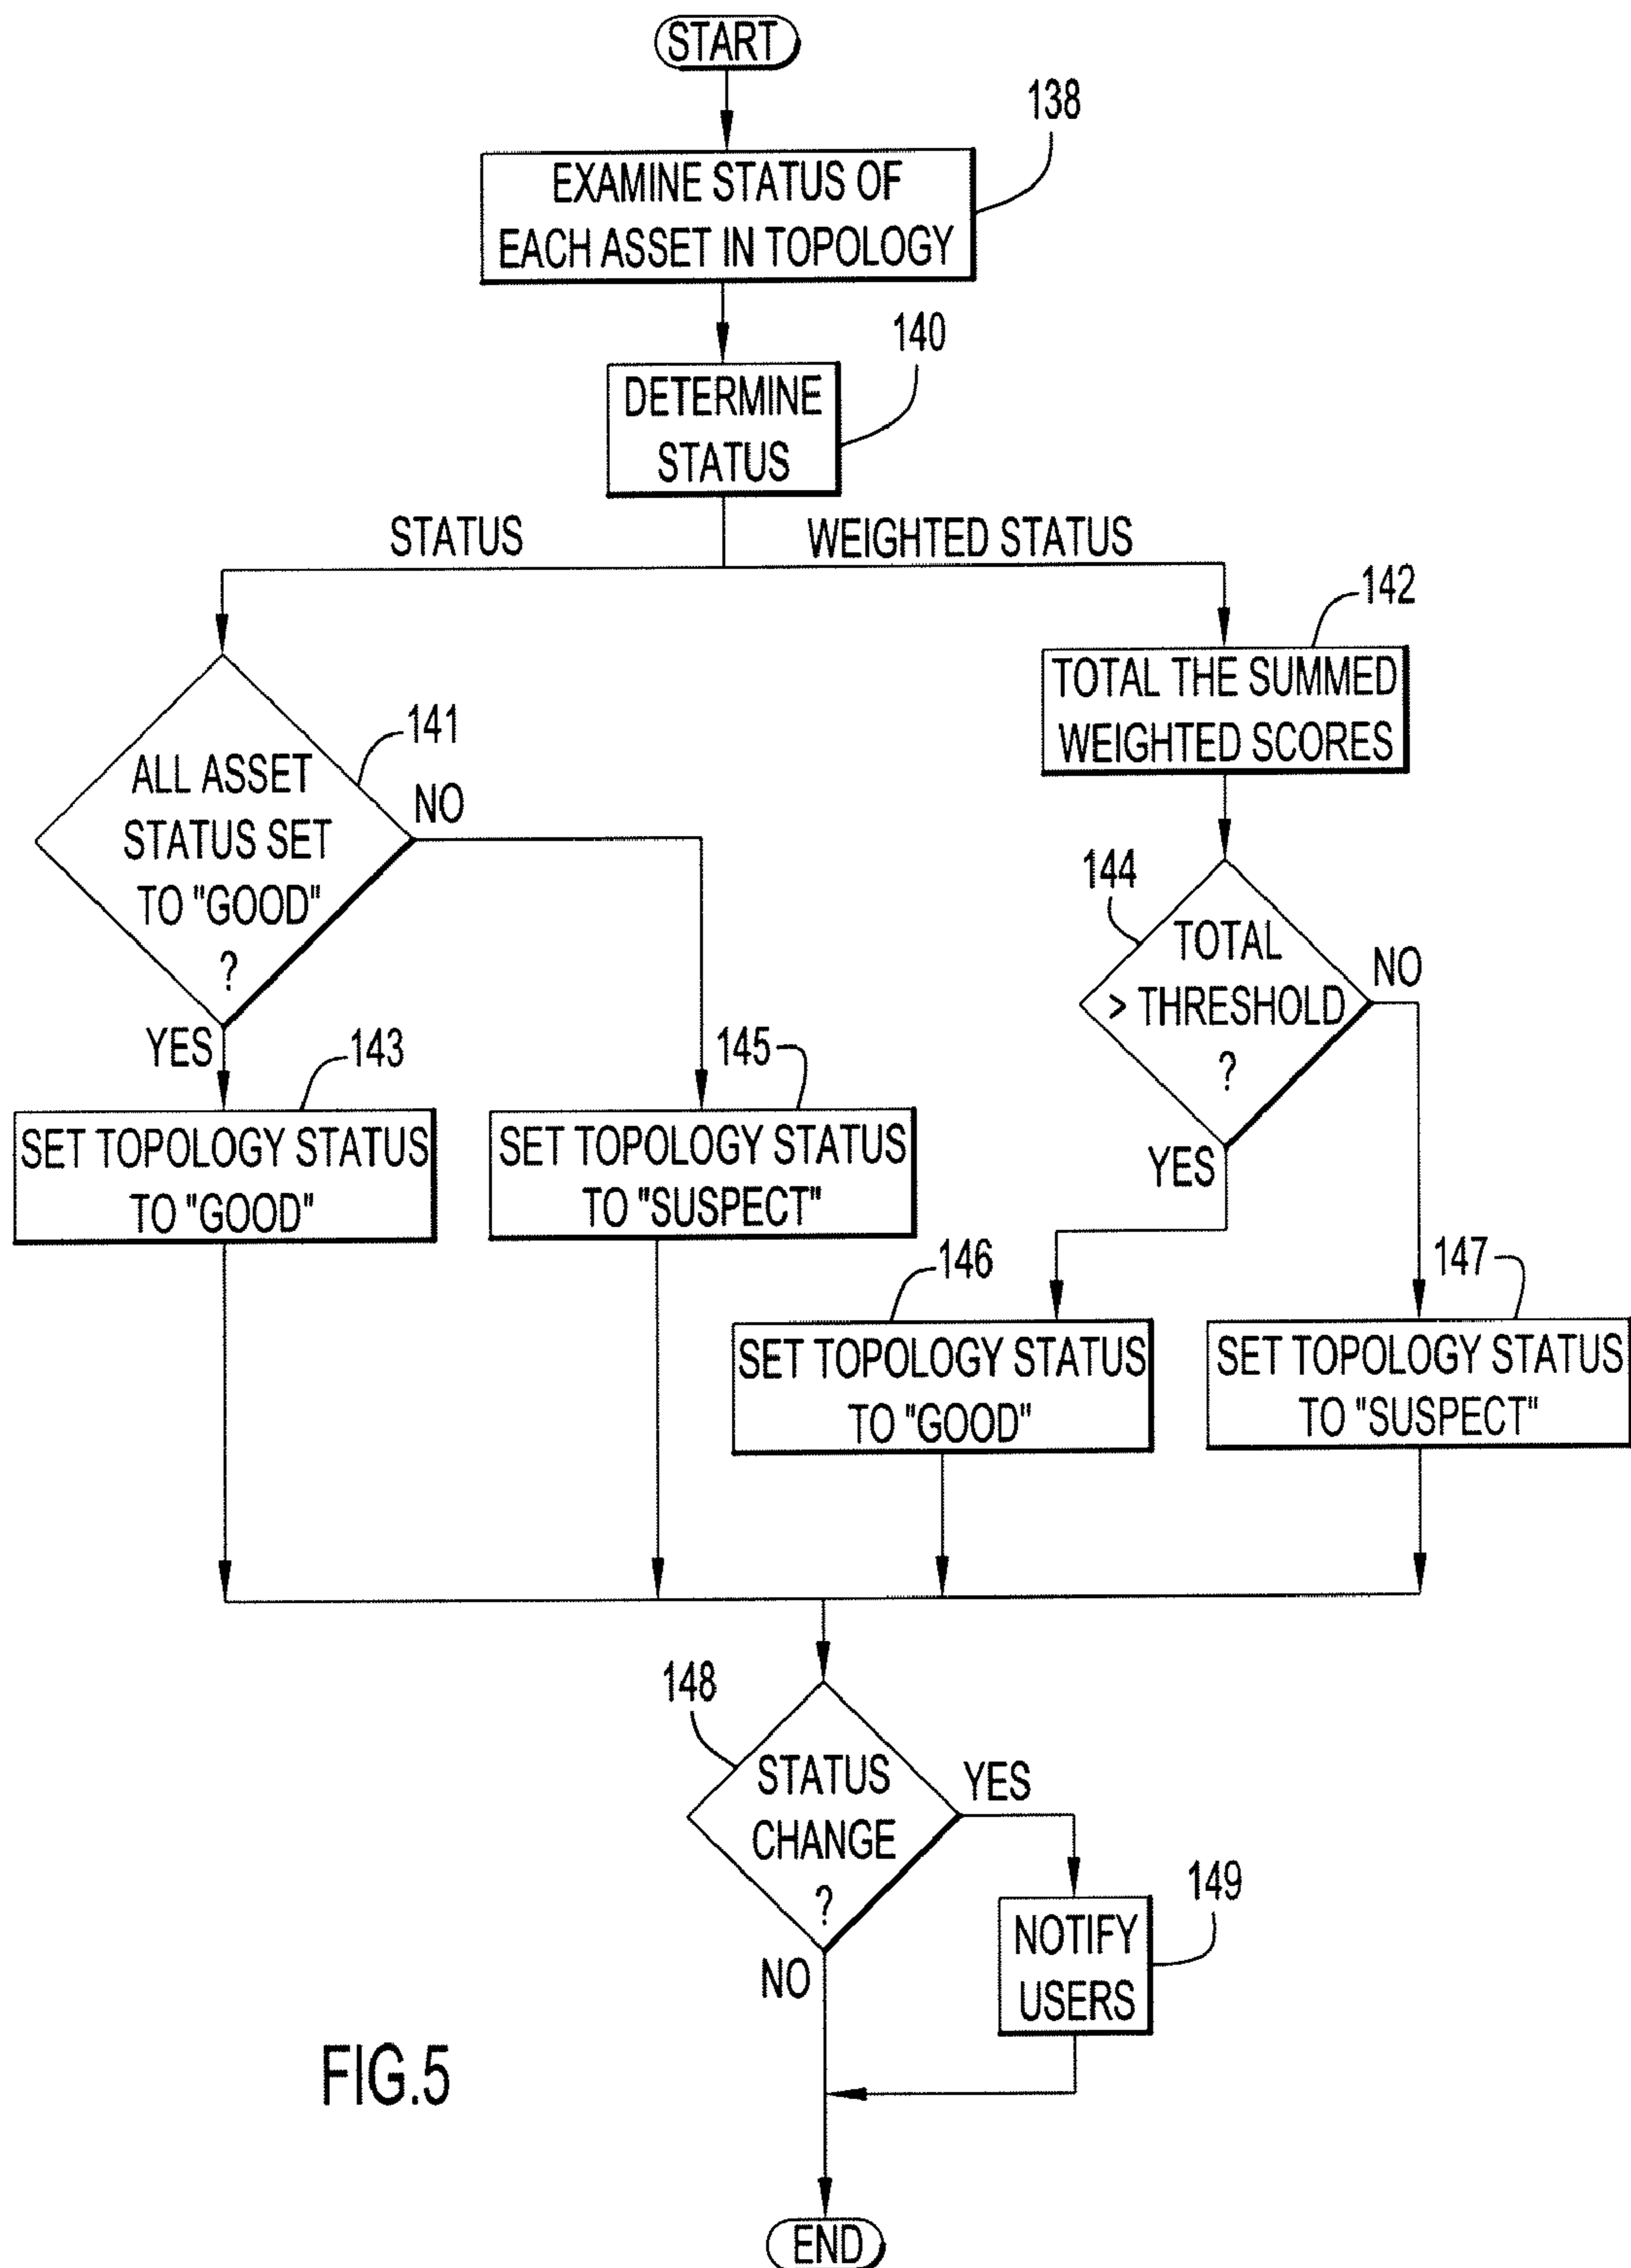 START
138
EXAMINE STATUS OF
EACH ASSET IN TOPOLOGY
140
DETERMINE
STATUS
STATUS
WEIGHTED STATUS
142
TOTAL THE SUMMED
WEIGHTED SCORES
141
ALL ASSET
STATUS SET
TO "GOOD"
?
NO
YES
144
TOTAL
> THRESHOLD
?
NO
YES
143
SET TOPOLOGY STATUS
TO "GOOD"
145
SET TOPOLOGY STATUS
TO "SUSPECT"
146
SET TOPOLOGY STATUS
TO "GOOD"
147
SET TOPOLOGY STATUS
TO "SUSPECT"
148
STATUS
CHANGE
?
YES
NO
149
NOTIFY
USERS
FIG.5
END